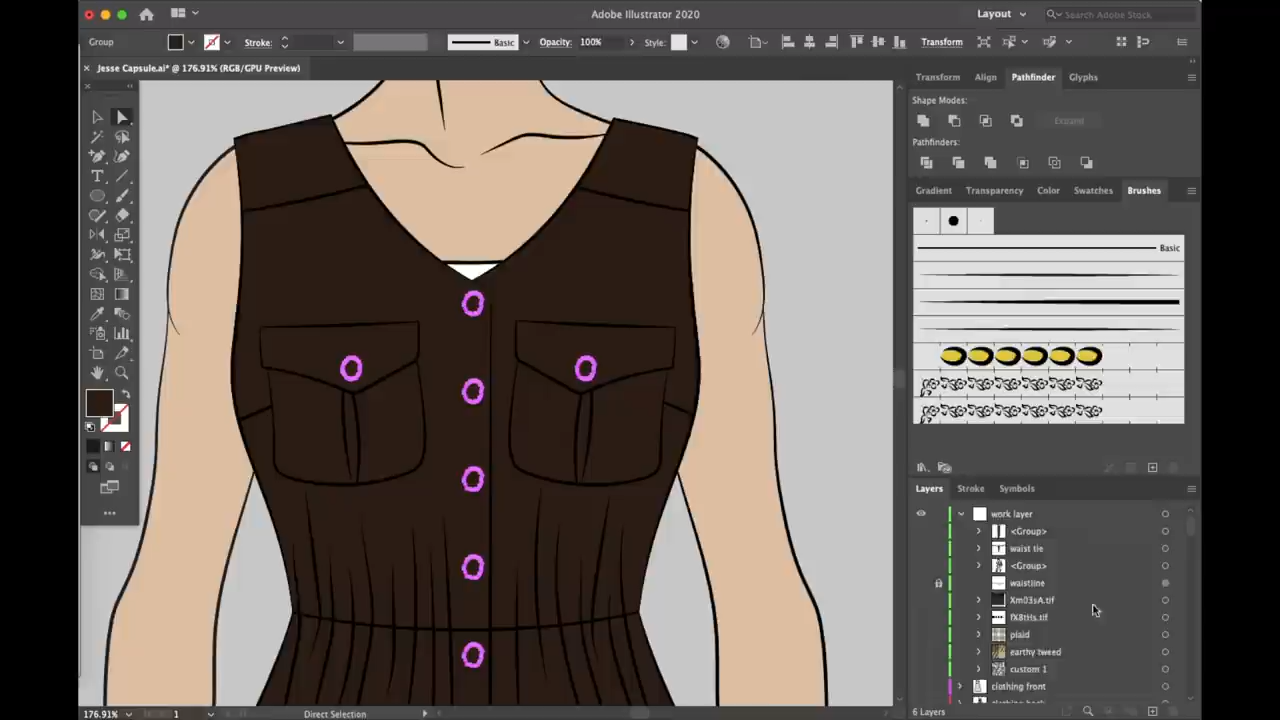 Adobe Illustrator 2020
Layout
Search Adobe Stock
Group
Stroke:
Basic
Opacity: 100%
Style:
Transform
× Jesse Capsule.ai* @ 176.91% (RGB/GPU Preview)
Transform Align Pathfinder Glyphs
Shape Modes:
Expand
Pathfinders:
Gradient Transparency Color Swatches Brushes
Basic
Layers Stroke Symbols
work layer
<Group>
waist tie
<Group>
waistline
Xm03sA.tif
fX8tHs.tif
plaid
earthy tweed
custom 1
clothing front
clothing back
6 Layers
176.91% 1 Direct Selection